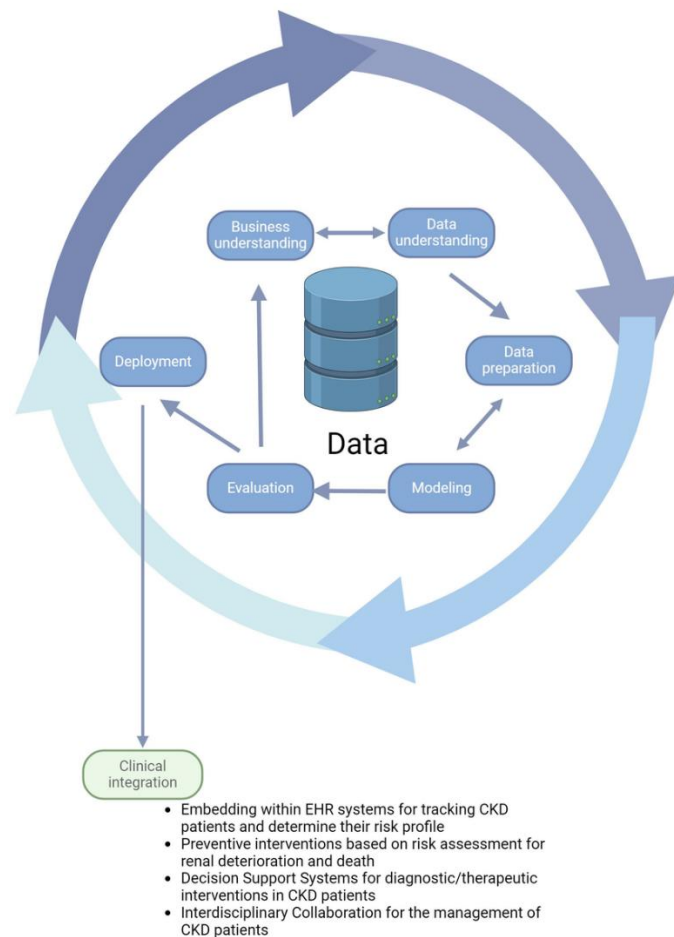 Business
understanding
Data
understanding
Deployment
Data
preparation
Data
Evaluation
Modeling
Clinical
integration
• Embedding within EHR systems for tracking CKD
patients and determine their risk profile
• Preventive interventions based on risk assessment for
renal deterioration and death
• Decision Support Systems for diagnostic/therapeutic
interventions in CKD patients
• Interdisciplinary Collaboration for the management of
CKD patients